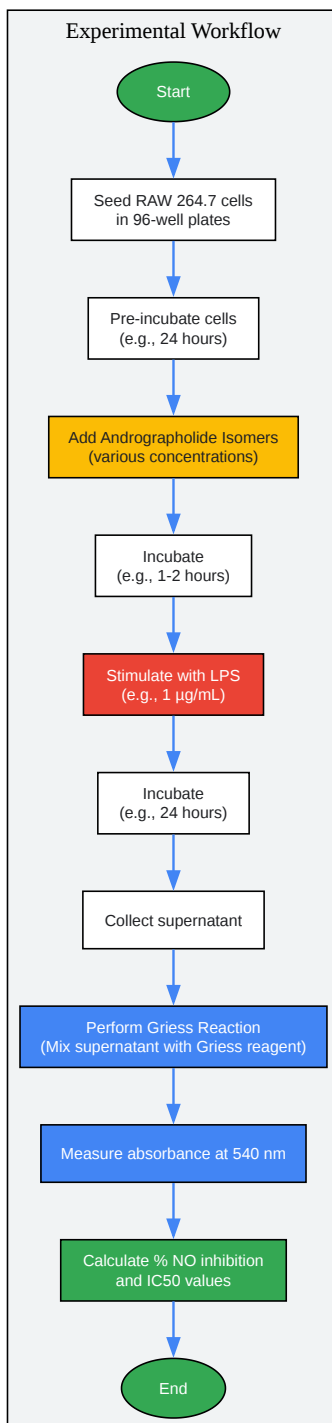 Experimental Workflow
Start
Seed RAW 264.7 cells
in 96-well plates
Pre-incubate cells
(e.g., 24 hours)
Add Andrographolide Isomers
(various concentrations)
Incubate
(e.g., 1-2 hours)
Stimulate with LPS
(e.g., 1 µg/mL)
Incubate
(e.g., 24 hours)
Collect supernatant
Perform Griess Reaction
(Mix supernatant with Griess reagent)
Measure absorbance at 540 nm
Calculate % NO inhibition
and IC50 values
End